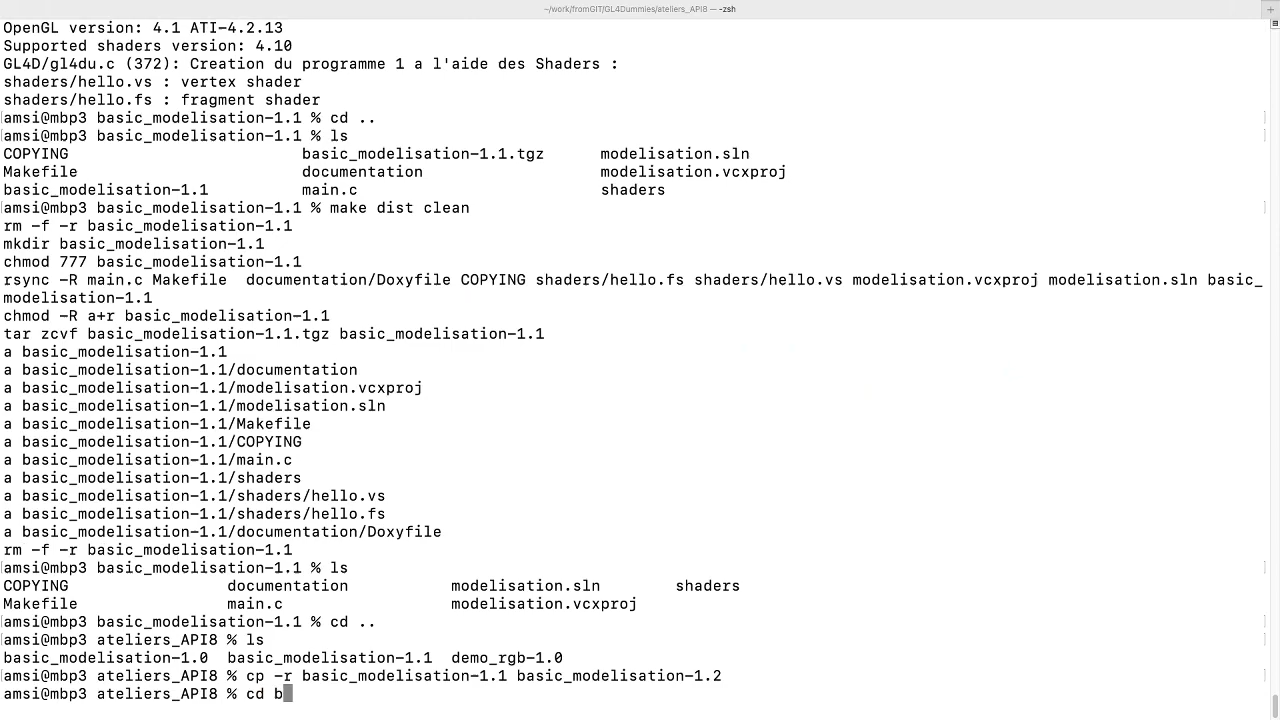 ~/work/fromGIT/GL4Dummies/ateliers_API8 — -zsh
OpenGL version: 4.1 ATI-4.2.13
Supported shaders version: 4.10
GL4D/gl4du.c (372): Creation du programme 1 a l'aide des Shaders :
shaders/hello.vs : vertex shader
shaders/hello.fs : fragment shader
amsi@mbp3 basic_modelisation-1.1 % cd ..
amsi@mbp3 basic_modelisation-1.1 % ls
COPYING basic_modelisation-1.1.tgz modelisation.sln
Makefile documentation modelisation.vcxproj
basic_modelisation-1.1 main.c shaders
amsi@mbp3 basic_modelisation-1.1 % make dist clean
rm -f -r basic_modelisation-1.1
mkdir basic_modelisation-1.1
chmod 777 basic_modelisation-1.1
rsync -R main.c Makefile  documentation/Doxyfile COPYING shaders/hello.fs shaders/hello.vs modelisation.vcxproj modelisation.sln basic_
modelisation-1.1
chmod -R a+r basic_modelisation-1.1
tar zcvf basic_modelisation-1.1.tgz basic_modelisation-1.1
a basic_modelisation-1.1
a basic_modelisation-1.1/documentation
a basic_modelisation-1.1/modelisation.vcxproj
a basic_modelisation-1.1/modelisation.sln
a basic_modelisation-1.1/Makefile
a basic_modelisation-1.1/COPYING
a basic_modelisation-1.1/main.c
a basic_modelisation-1.1/shaders
a basic_modelisation-1.1/shaders/hello.vs
a basic_modelisation-1.1/shaders/hello.fs
a basic_modelisation-1.1/documentation/Doxyfile
rm -f -r basic_modelisation-1.1
amsi@mbp3 basic_modelisation-1.1 % ls
COPYING documentation modelisation.sln shaders
Makefile main.c modelisation.vcxproj
amsi@mbp3 basic_modelisation-1.1 % cd ..
amsi@mbp3 ateliers_API8 % ls
basic_modelisation-1.0 basic_modelisation-1.1 demo_rgb-1.0
amsi@mbp3 ateliers_API8 % cp -r basic_modelisation-1.1 basic_modelisation-1.2
amsi@mbp3 ateliers_API8 % cd b